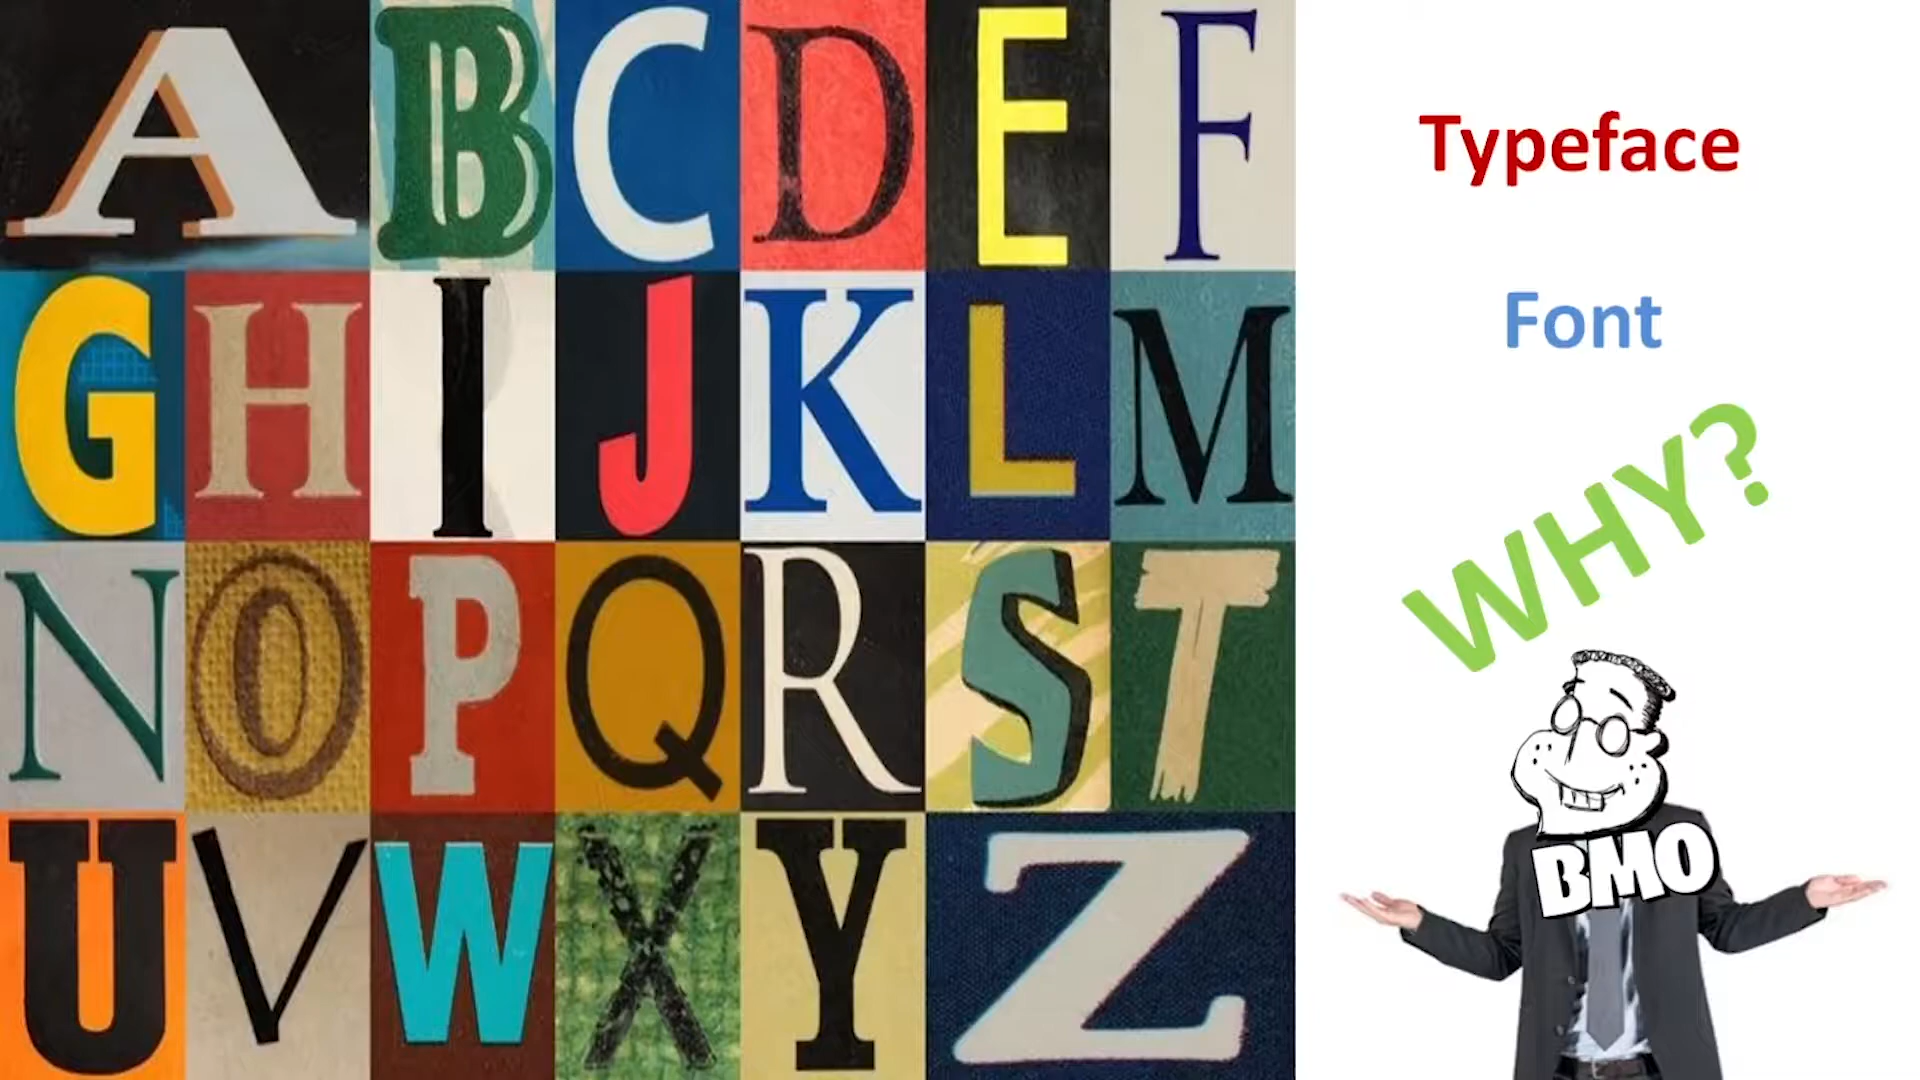 A B C D E F
G H I J K L M
N O P Q R S T
U V W X Y Z
Typeface
Font
WHY?
BMO